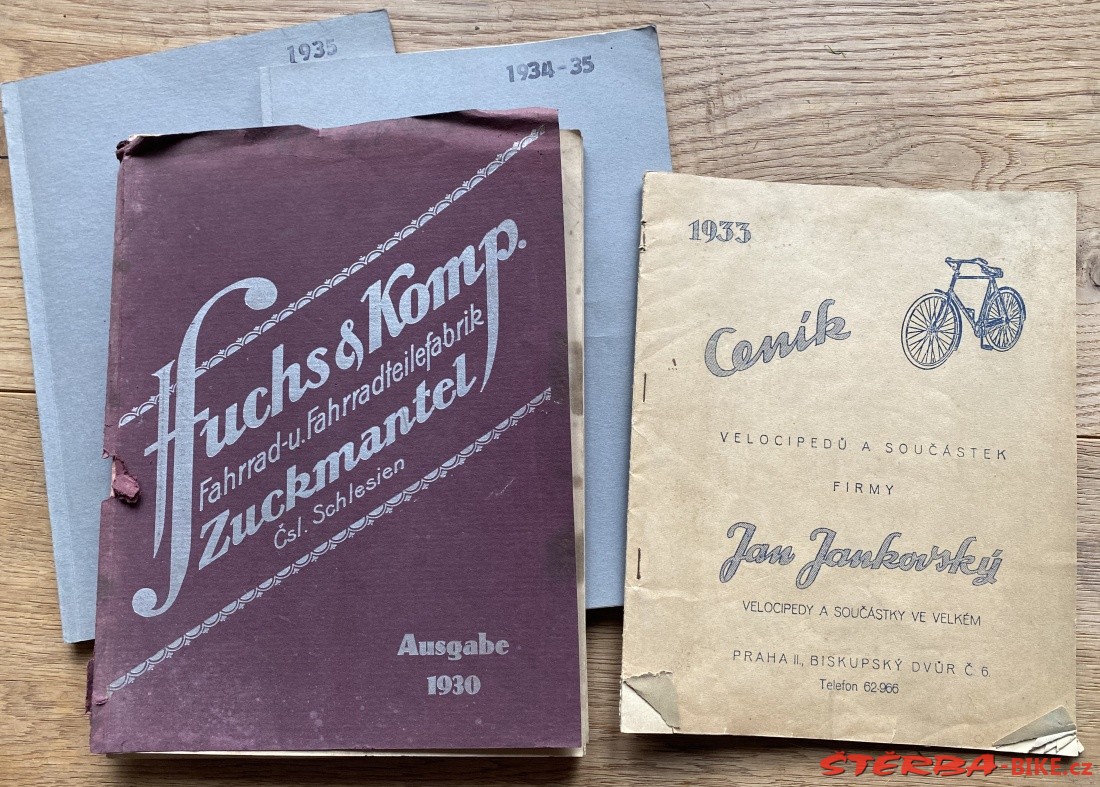 1935
1934-35
Fuchs & Komp.
Fahrrad-u. Fahrradteilefabrik
Zuckmantel
Čsl. Schlesien
Ausgabe
1930
1933
Ceník
VELOCIPEDŮ A SOUČÁSTEK
FIRMY
Jan Jankovský
VELOCIPEDY A SOUČÁSTKY VE VELKÉM
PRAHA II., BISKUPSKÝ DVŮR Č. 6.
Telefon 62-966
ŠTĚRBA-BIKE.cz